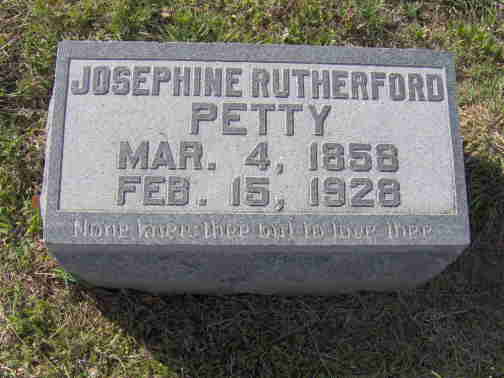 JOSEPHINE RUTHERFORD
PETTY
MAR. 4, 1858
FEB. 15, 1928
None knew thee but to love thee